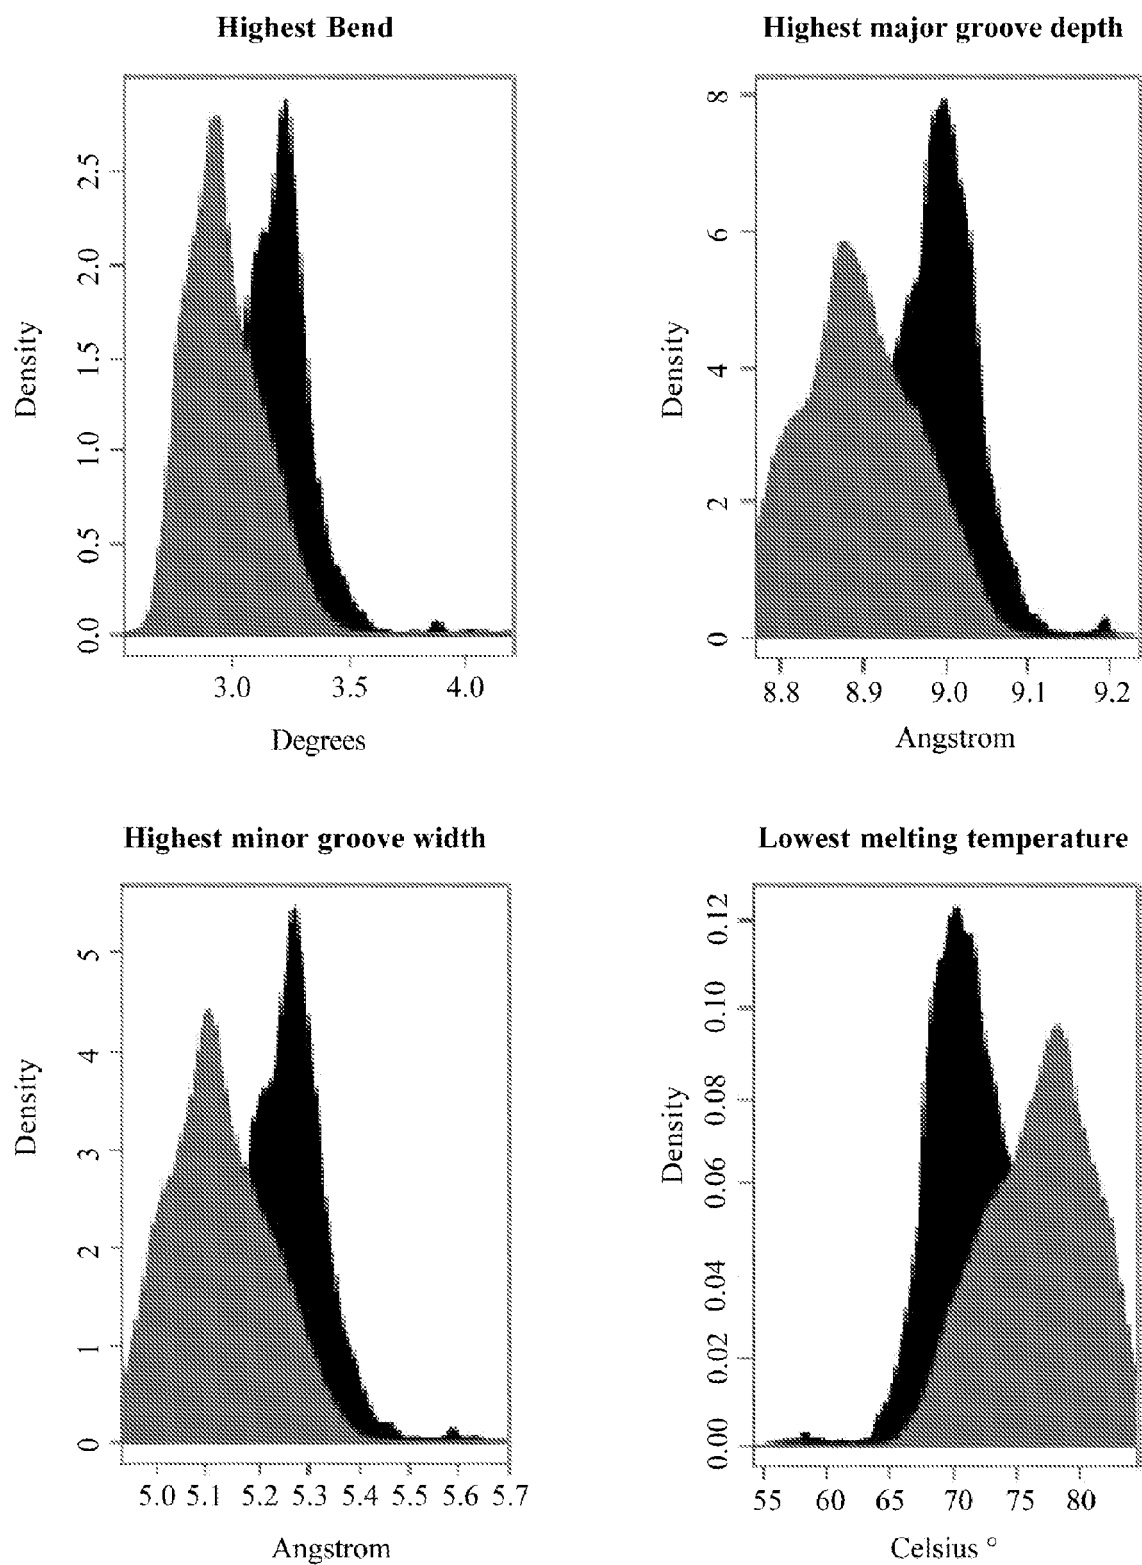 Highest Bend
Density
2.5
2.0
1.5
1.0
0.5
0.0
3.0 3.5 4.0
Degrees
Highest major groove depth
Density
8
6
4
2
0
8.8 8.9 9.0 9.1 9.2
Angstrom
Highest minor groove width
Density
5
4
3
2
1
0
5.0 5.1 5.2 5.3 5.4 5.5 5.6 5.7
Angstrom
Lowest melting temperature
Density
0.12
0.10
0.08
0.06
0.04
0.02
0.00
55 60 65 70 75 80
Celsius °